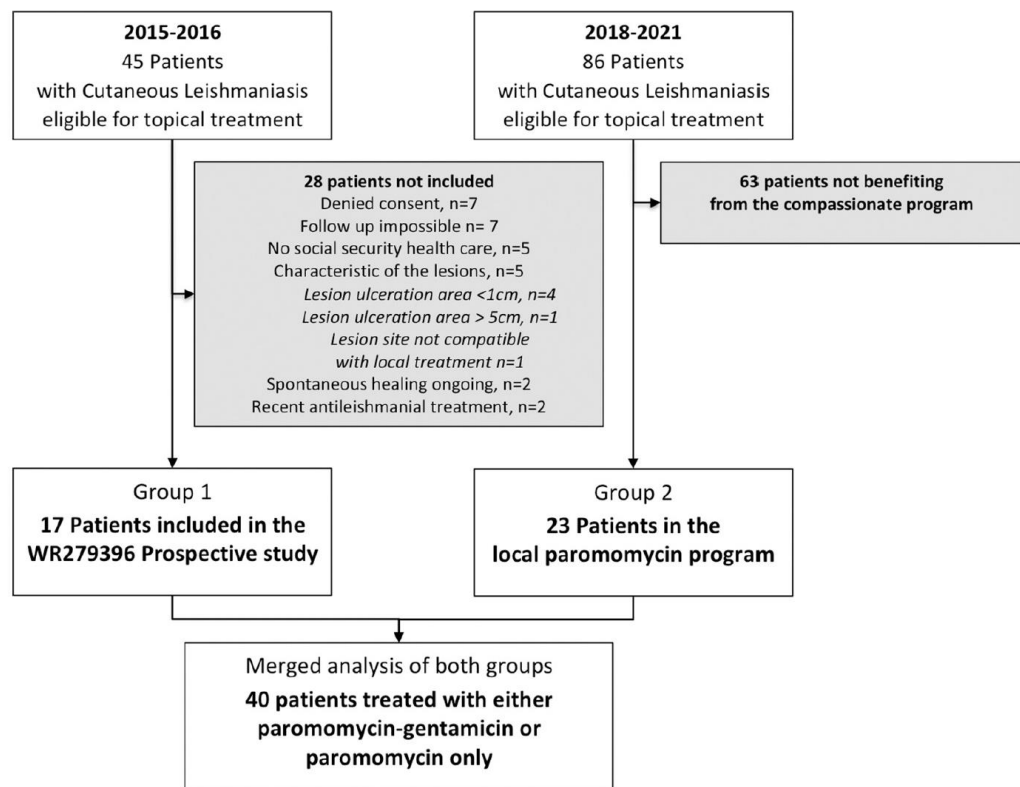 2015-2016
45 Patients
with Cutaneous Leishmaniasis
eligible for topical treatment
2018-2021
86 Patients
with Cutaneous Leishmaniasis
eligible for topical treatment
28 patients not included
Denied consent, n=7
Follow up impossible n= 7
No social security health care, n=5
Characteristic of the lesions, n=5
Lesion ulceration area <1cm, n=4
Lesion ulceration area > 5cm, n=1
Lesion site not compatible
with local treatment n=1
Spontaneous healing ongoing, n=2
Recent antileishmanial treatment, n=2
63 patients not benefiting
from the compassionate program
Group 1
17 Patients included in the
WR279396 Prospective study
Group 2
23 Patients in the
local paromomycin program
Merged analysis of both groups
40 patients treated with either
paromomycin-gentamicin or
paromomycin only